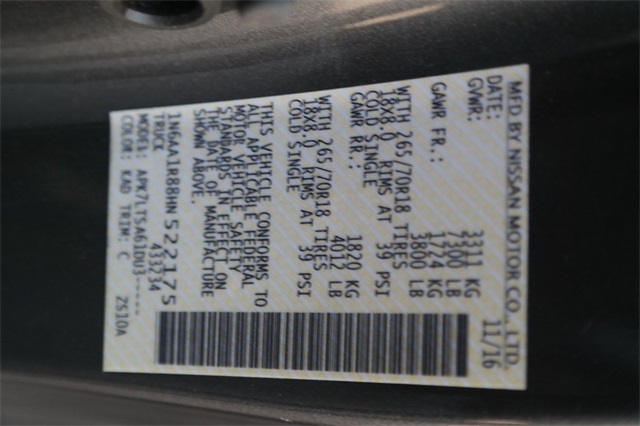 MFD BY NISSAN MOTOR CO., LTD.
DATE: 11/16
GVWR: 3311 KG
7300 LB
GAWR FR.: 1724 KG
3800 LB
WITH 265/70R18 TIRES
18X8.0 RIMS AT 39 PSI
COLD SINGLE
GAWR RR.: 1820 KG
4012 LB
WITH 265/70R18 TIRES
18X8.0 RIMS AT 39 PSI
COLD SINGLE
THIS VEHICLE CONFORMS TO
ALL APPLICABLE FEDERAL
MOTOR VEHICLE SAFETY
STANDARDS IN EFFECT ON
THE DATE OF MANUFACTURE
SHOWN ABOVE.
1N6AA1R88HN522175
TRUCK 433234
MODEL: APK7LTSA61DU3-----
COLOR: KAD TRIM: C ZS10A